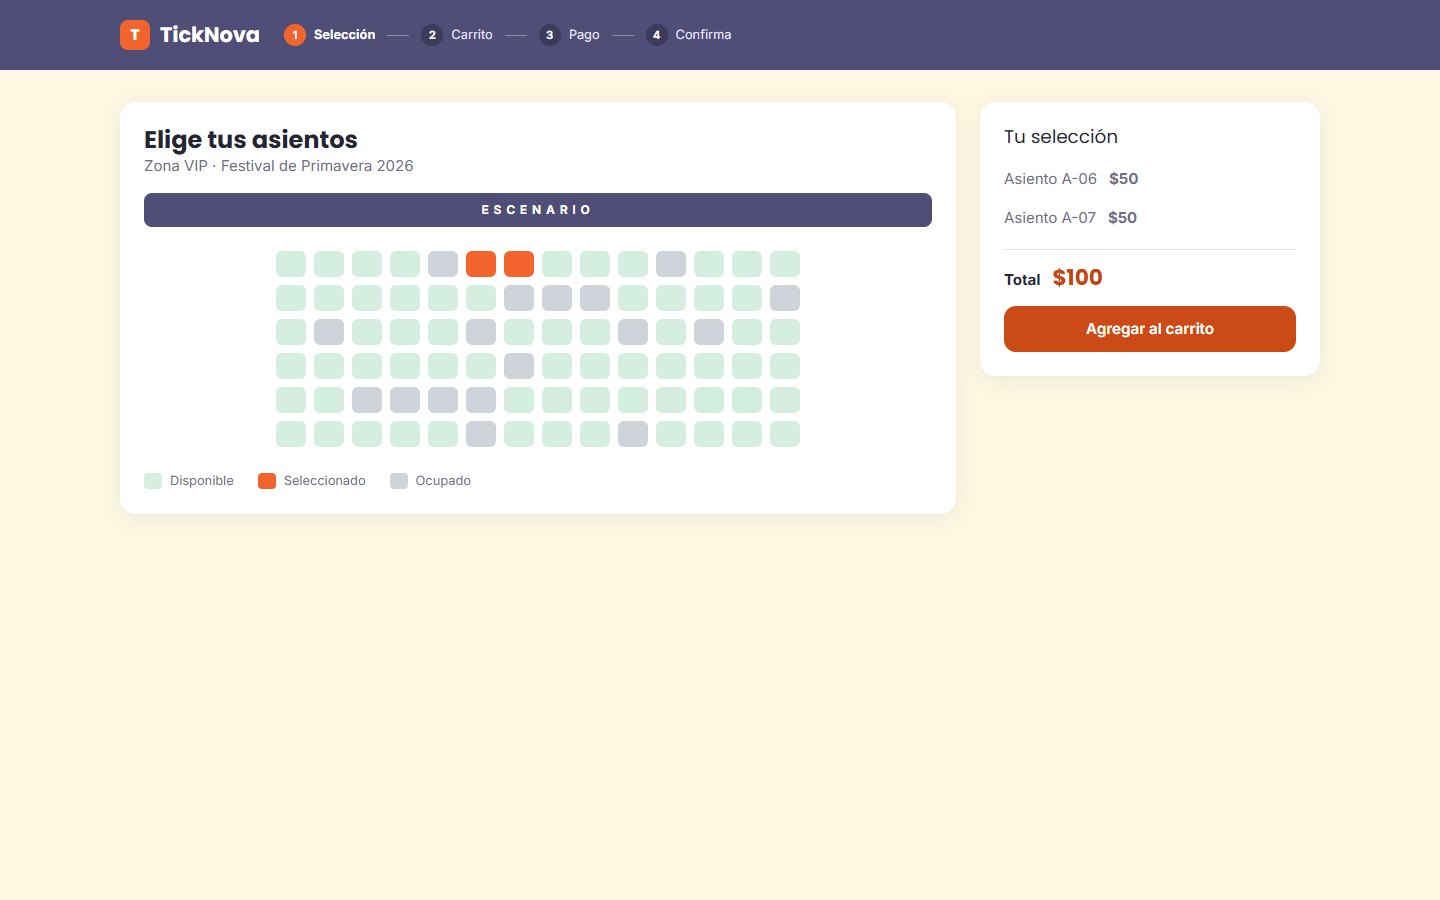 T TickNova 1 Selección 2 Carrito 3 Pago 4 Confirma
Elige tus asientos
Zona VIP · Festival de Primavera 2026
ESCENARIO
Disponible Seleccionado Ocupado
Tu selección
Asiento A-06 $50
Asiento A-07 $50
Total $100
Agregar al carrito